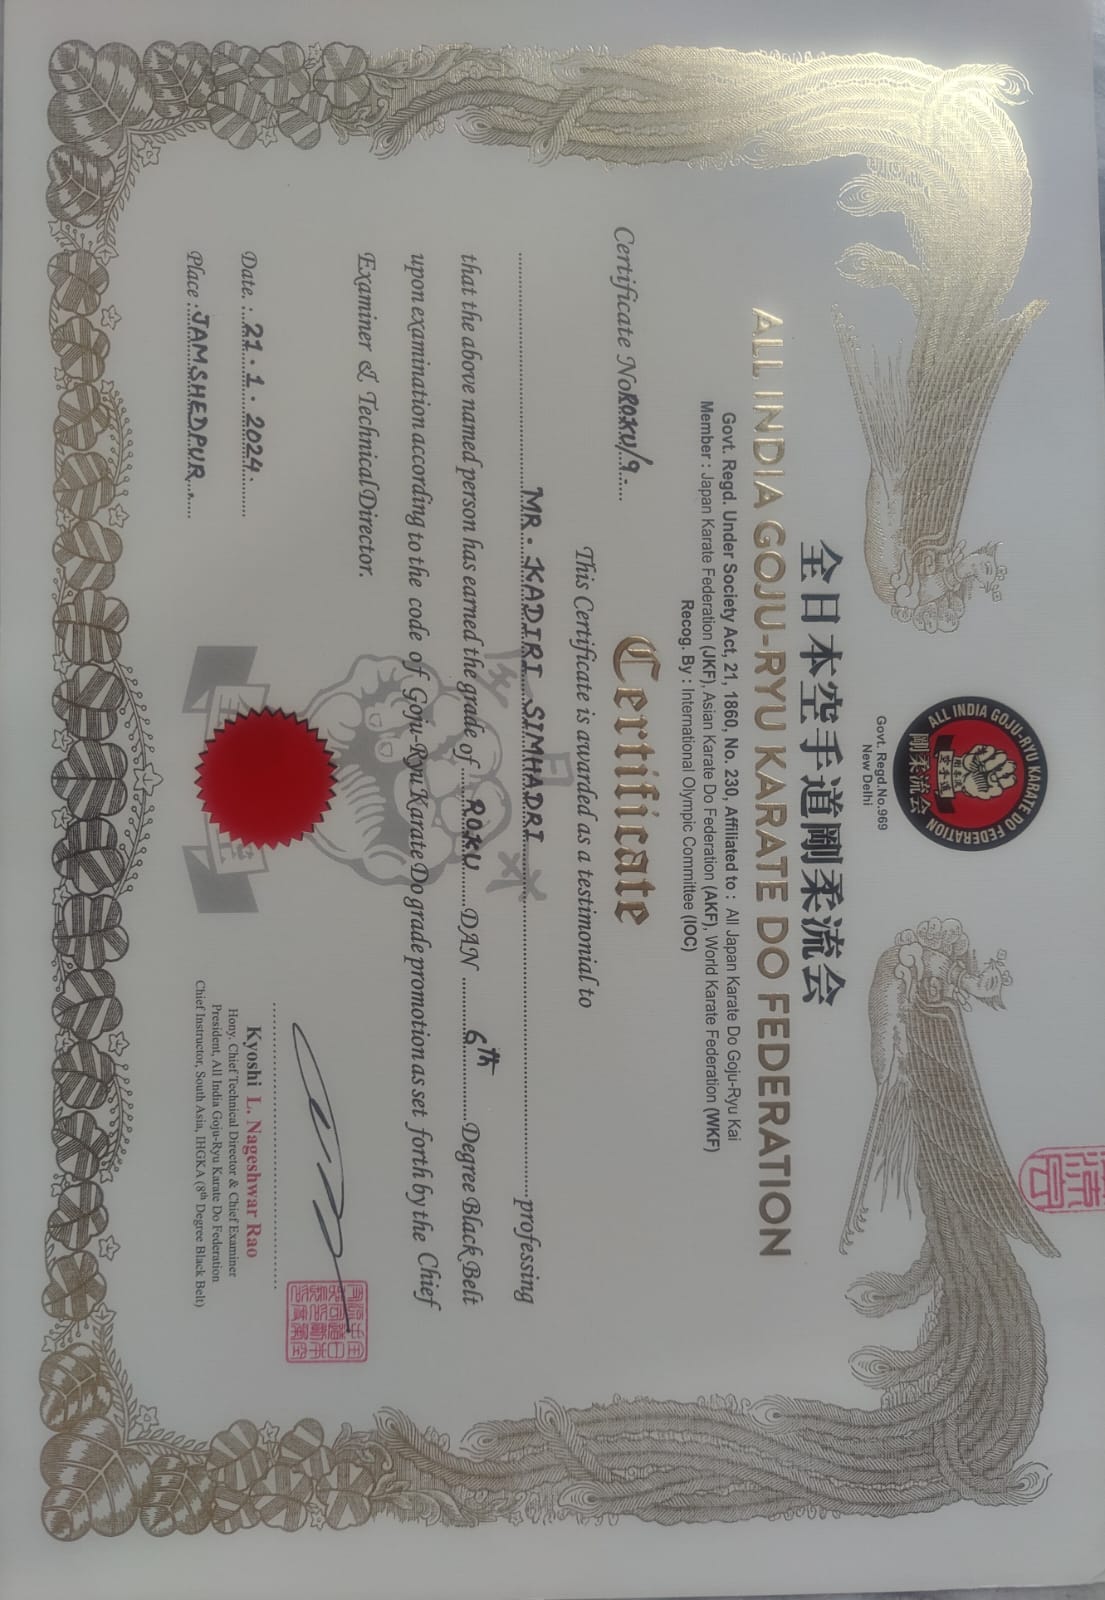 ALL INDIA GOJU-RYU KARATE DO FEDERATION
剛柔流会
空手道
Govt. Regd.No.969
New Delhi
全日本空手道剛柔流会
ALL INDIA GOJU-RYU KARATE DO FEDERATION
Govt. Regd. Under Society Act, 21, 1860, No. 230, Affiliated to : All Japan Karate Do Goju-Ryu Kai
Member : Japan Karate Federation (JKF), Asian Karate Do Federation (AKF), World Karate Federation (WKF)
Recog. By : International Olympic Committee (IOC)
Certificate
Certificate No ROKU/9.
This Certificate is awarded as a testimonial to
MR. KADIRI SIMHADRI professing
that the above named person has earned the grade of ROKU DAN 6th Degree Black Belt
upon examination according to the code of Goju-Ryu Karate Do grade promotion as set forth by the Chief
Examiner & Technical Director.
Date. : 21.1.2024.
Place : JAMSHEDPUR
Kyoshi L. Nageshwar Rao
Hony. Chief Technical Director & Chief Examiner
President, All India Goju-Ryu Karate Do Federation
Chief Instructor, South Asia, IHGKA (8th Degree Black Belt)